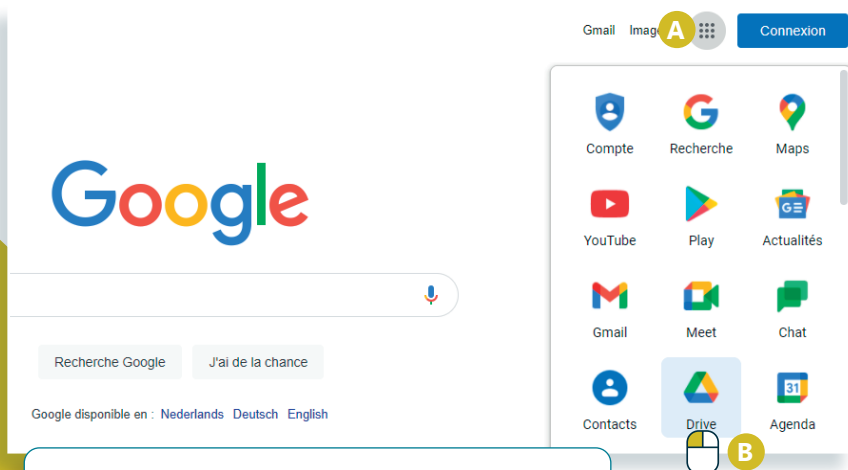 Gmail Imag A Connexion
Compte Recherche Maps
Google
YouTube Play Actualités
Gmail Meet Chat
Recherche Google J'ai de la chance
31
Google disponible en : Nederlands Deutsch English
Contacts Drive Agenda
B